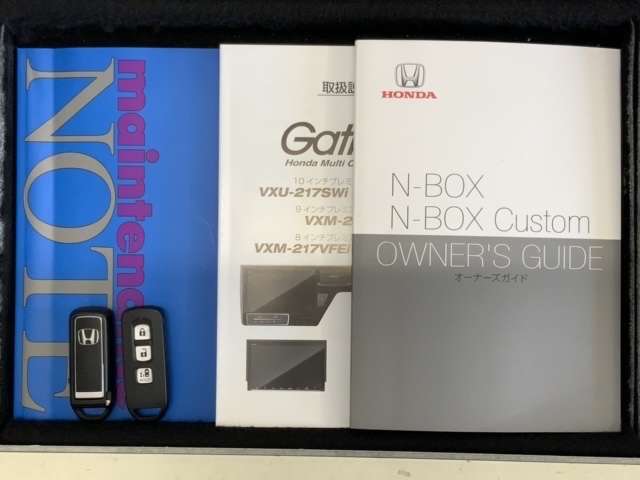 maintenance
NOTE
取扱説
Gath
Honda Multi C
10インチプレミ
VXU-217SWi
9インチプレミ
VXM-2
8インチプレミ
VXM-217VFEi
HONDA
N-BOX
N-BOX Custom
OWNER'S GUIDE
オーナーズガイド